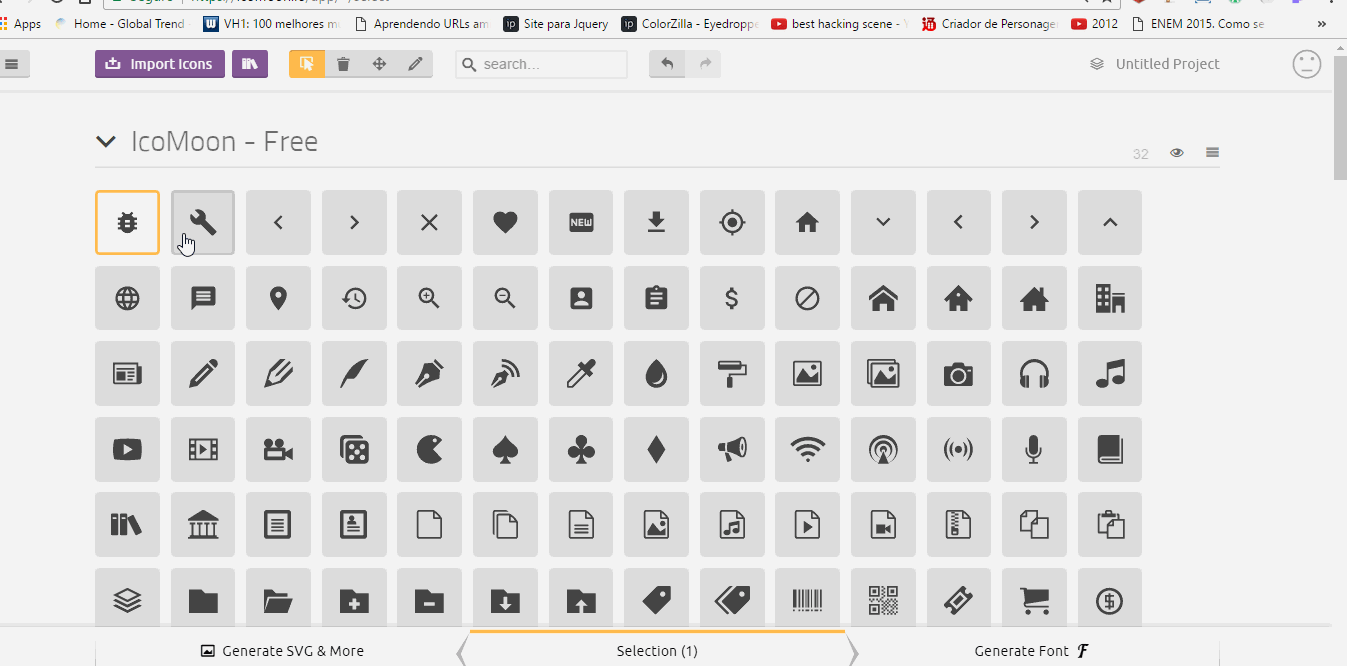 Apps Home - Global Trend VH1: 100 melhores mú Aprendendo URLs am Site para Jquery ColorZilla - Eyedroppe best hacking scene - Criador de Personage 2012 ENEM 2015. Como se »
Import Icons search... Untitled Project
IcoMoon - Free 32
NEW
Generate SVG & More Selection (1) Generate Font F